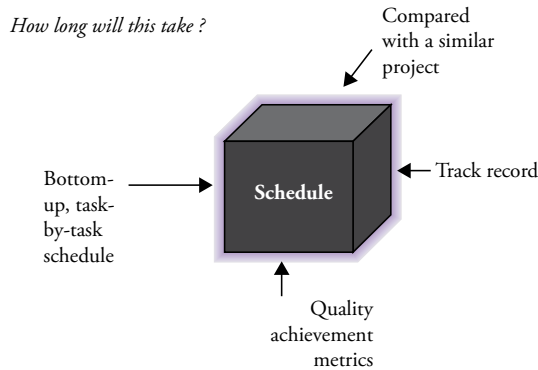 How long will this take ?
Compared
with a similar
project
Bottom-
up, task-
by-task
schedule
Schedule
Track record
Quality
achievement
metrics